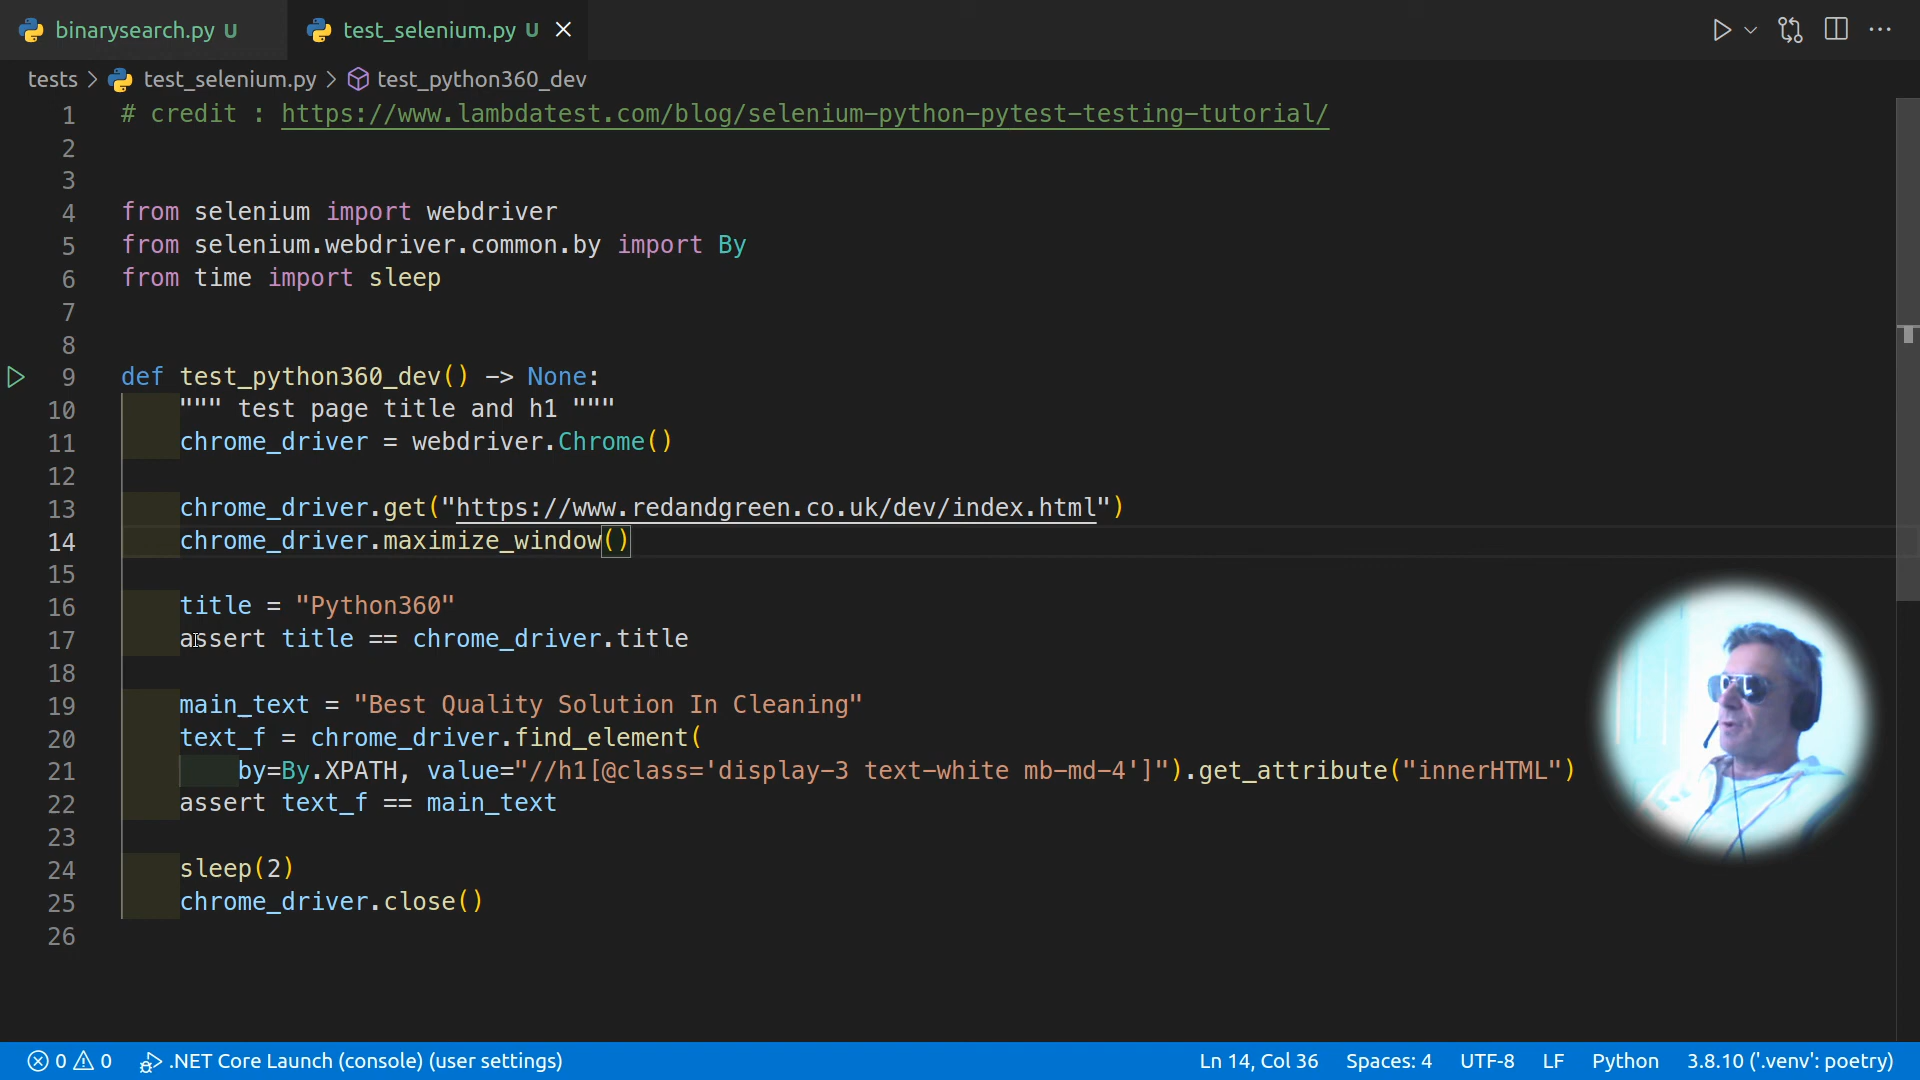 binarysearch.py U
test_selenium.py U
tests > test_selenium.py > test_python360_dev
1 # credit : https://www.lambdatest.com/blog/selenium-python-pytest-testing-tutorial/
2
3
4 from selenium import webdriver
5 from selenium.webdriver.common.by import By
6 from time import sleep
7
8
9 def test_python360_dev() -> None:
10     """ test page title and h1 """
11     chrome_driver = webdriver.Chrome()
12
13     chrome_driver.get("https://www.redandgreen.co.uk/dev/index.html")
14     chrome_driver.maximize_window()
15
16     title = "Python360"
17     assert title == chrome_driver.title
18
19     main_text = "Best Quality Solution In Cleaning"
20     text_f = chrome_driver.find_element(
21         by=By.XPATH, value="//h1[@class='display-3 text-white mb-md-4']").get_attribute("innerHTML")
22     assert text_f == main_text
23
24     sleep(2)
25     chrome_driver.close()
26
0 0 .NET Core Launch (console) (user settings) Ln 14, Col 36 Spaces: 4 UTF-8 LF Python 3.8.10 ('.venv': poetry)